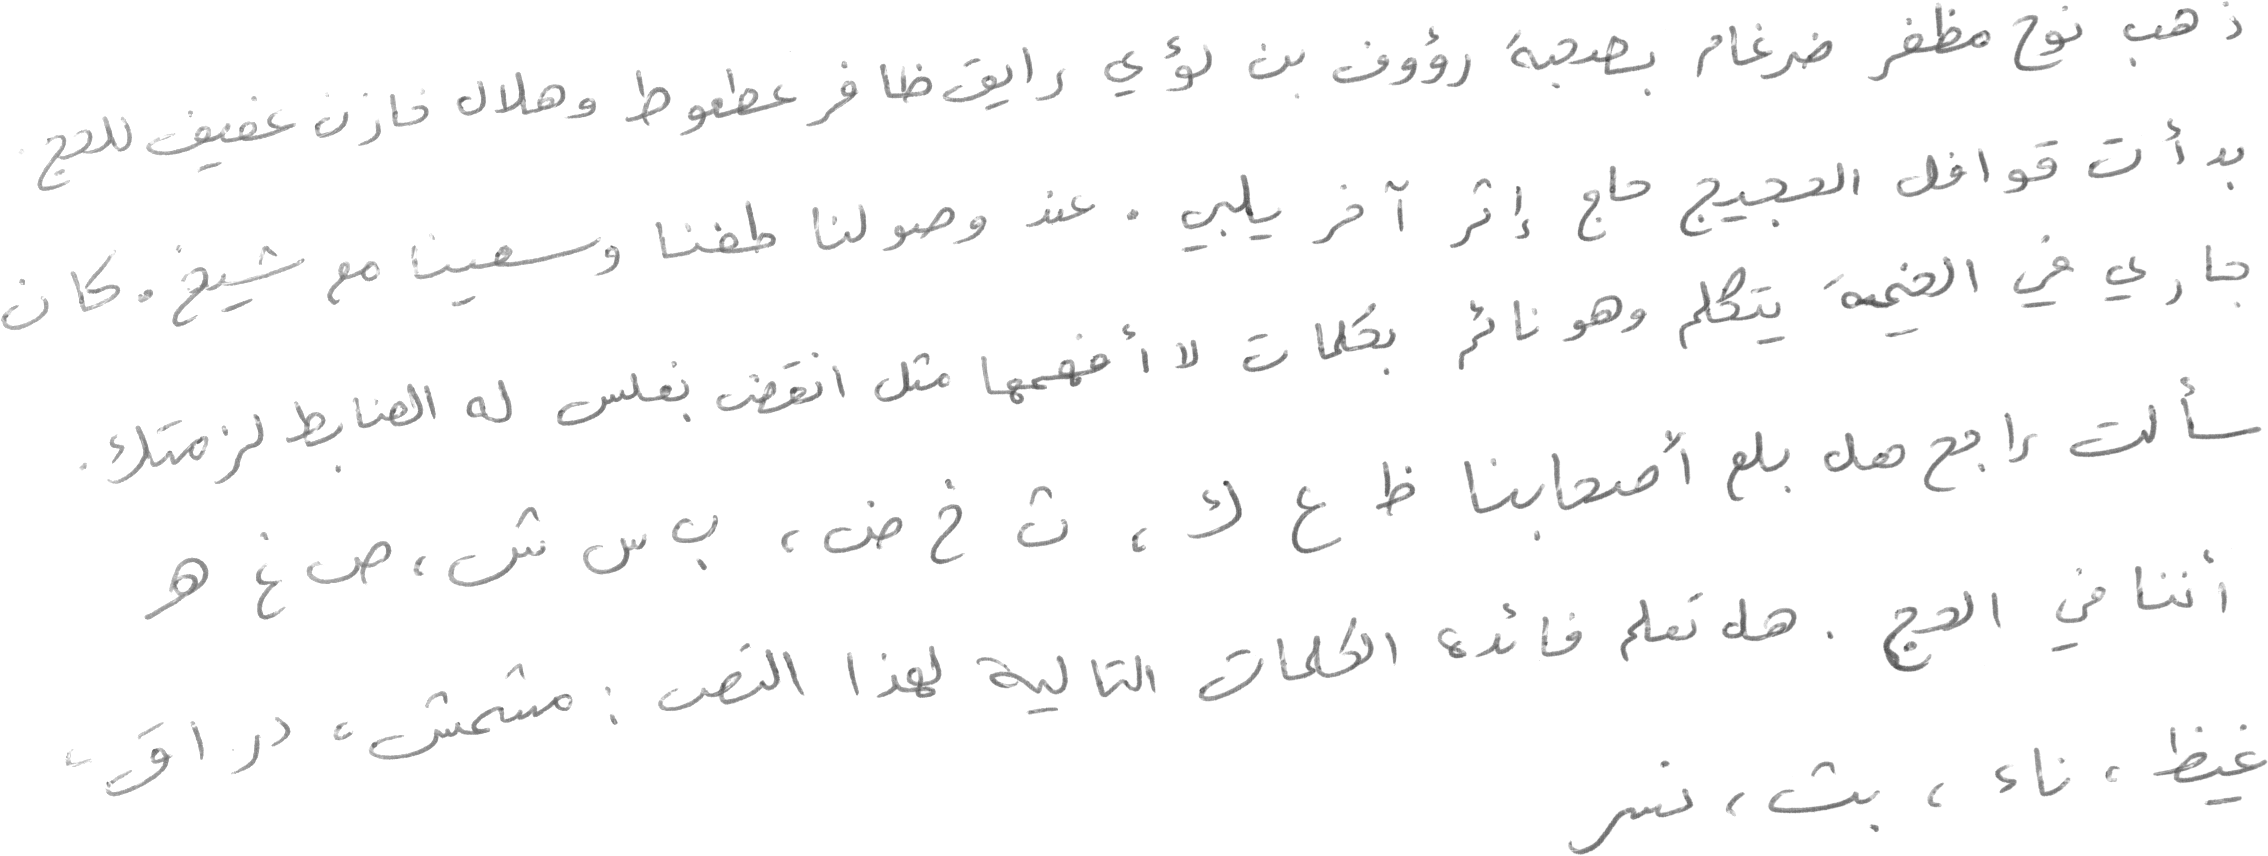 ذهب نوح مظفر ضرغام بصحبة رؤوف بن لؤي رايق ظافر عطعوط وهلال خازن عفيف للحج.
بدأت قوافل الحجيج حاج إثر آخر يلبي . عند وصولنا طفنا وسعينا مع شيخ . كان
جاري في الخيمة يتكلم وهو نائم بكلمات لا أفهمها مثل انقض بغلس له الضابط لزمتك .
سألت راجح هل بلغ أصحابنا ظ ع ك ، ث خ ض ، ب س ش ، ص غ هـ
أننا في الحج . هل تعلم فائدة الكلمات التالية لهذا النص : مشمش ، دراق ،
غيظ ، ناء ، بث ، نسر